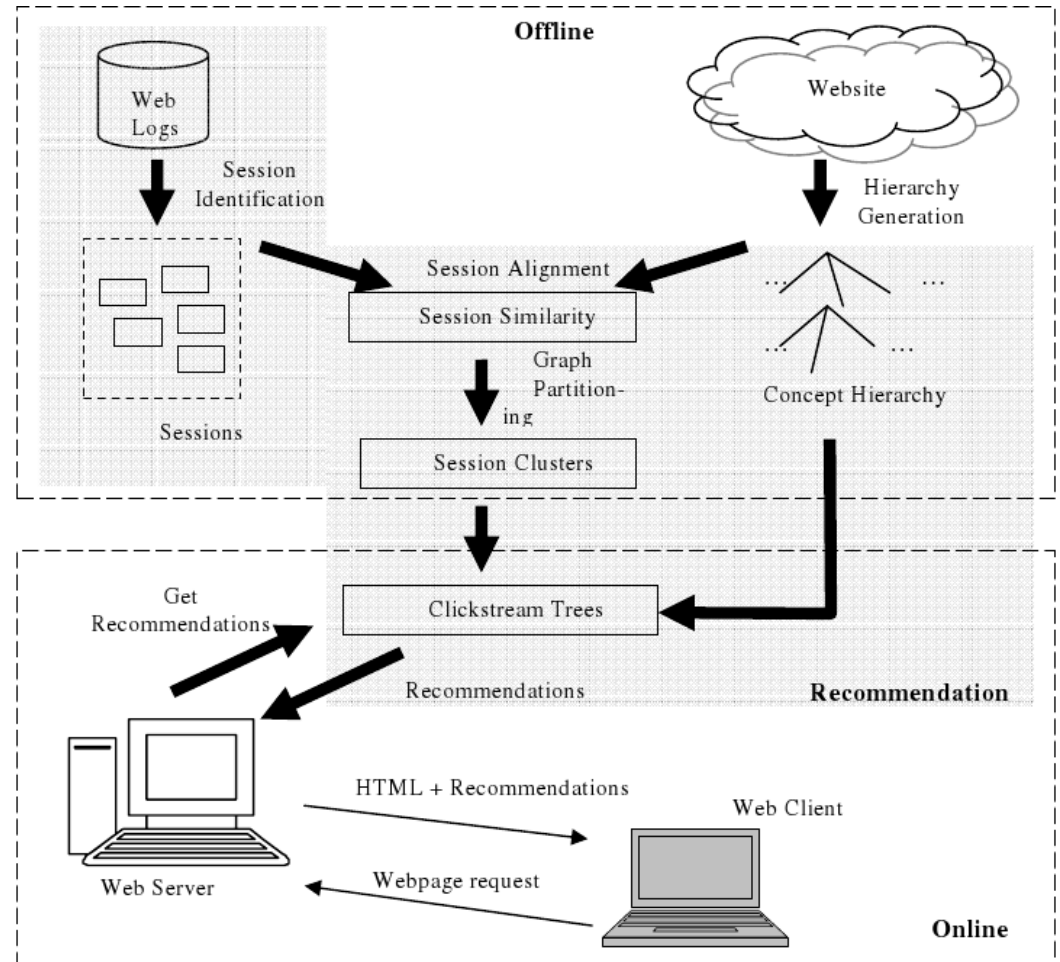 Offline
Web
Logs
Website
Session
Identification
Hierarchy
Generation
Session Alignment
... ...
Session Similarity
... ...
Graph
Partition-
ing
Concept Hierarchy
Sessions
Session Clusters
Get
Recommendations
Clickstream Trees
Recommendations
Recommendation
HTML + Recommendations
Web Client
Webpage request
Web Server
Online